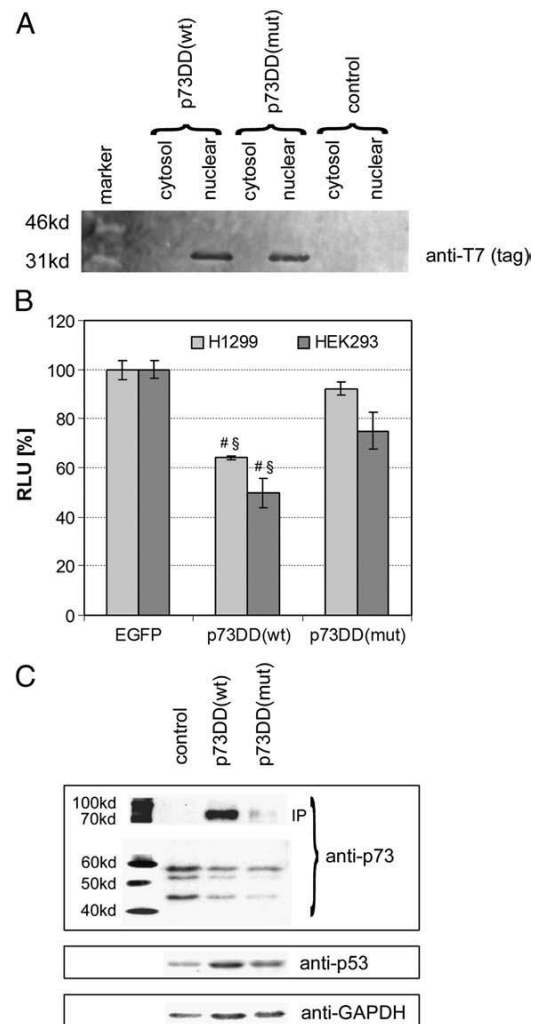 A
p73DD(wt)
p73DD(mut)
control
marker
cytosol
nuclear
cytosol
nuclear
cytosol
nuclear
46kd
31kd
anti-T7 (tag)
B
120
100
80
60
40
20
0
RLU [%]
H1299
HEK293
# §
# §
EGFP
p73DD(wt)
p73DD(mut)
C
control
p73DD(wt)
p73DD(mut)
100kd
70kd
IP
60kd
50kd
40kd
anti-p73
anti-p53
anti-GAPDH